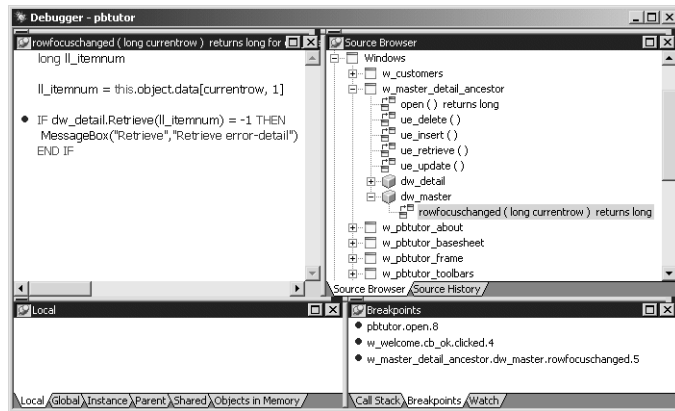 Debugger - pbtutor
rowfocuschanged ( long currentrow ) returns long for
long ll_itemnum
ll_itemnum = this.object.data[currentrow, 1]
IF dw_detail.Retrieve(ll_itemnum) = -1 THEN
MessageBox("Retrieve","Retrieve error-detail")
END IF
Source Browser
Windows
w_customers
w_master_detail_ancestor
open ( ) returns long
ue_delete ( )
ue_insert ( )
ue_retrieve ( )
ue_update ( )
dw_detail
dw_master
rowfocuschanged ( long currentrow ) returns long
w_pbtutor_about
w_pbtutor_basesheet
w_pbtutor_frame
w_pbtutor_toolbars
Source Browser Source History
Local
Local Global Instance Parent Shared Objects in Memory
Breakpoints
pbtutor.open.8
w_welcome.cb_ok.clicked.4
w_master_detail_ancestor.dw_master.rowfocuschanged.5
Call Stack Breakpoints Watch